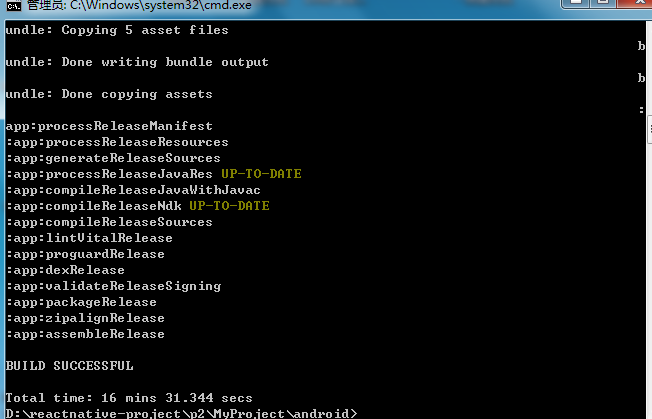 管理员: C:\Windows\system32\cmd.exe
undle: Copying 5 asset files
b
undle: Done writing bundle output
b
undle: Done copying assets
:
app:processReleaseManifest
:app:processReleaseResources
:app:generateReleaseSources
:app:processReleaseJavaRes UP-TO-DATE
:app:compileReleaseJavaWithJavac
:app:compileReleaseNdk UP-TO-DATE
:app:compileReleaseSources
:app:lintVitalRelease
:app:proguardRelease
:app:dexRelease
:app:validateReleaseSigning
:app:packageRelease
:app:zipalignRelease
:app:assembleRelease
BUILD SUCCESSFUL
Total time: 16 mins 31.344 secs
D:\reactnative-project\p2\MyProject\android>